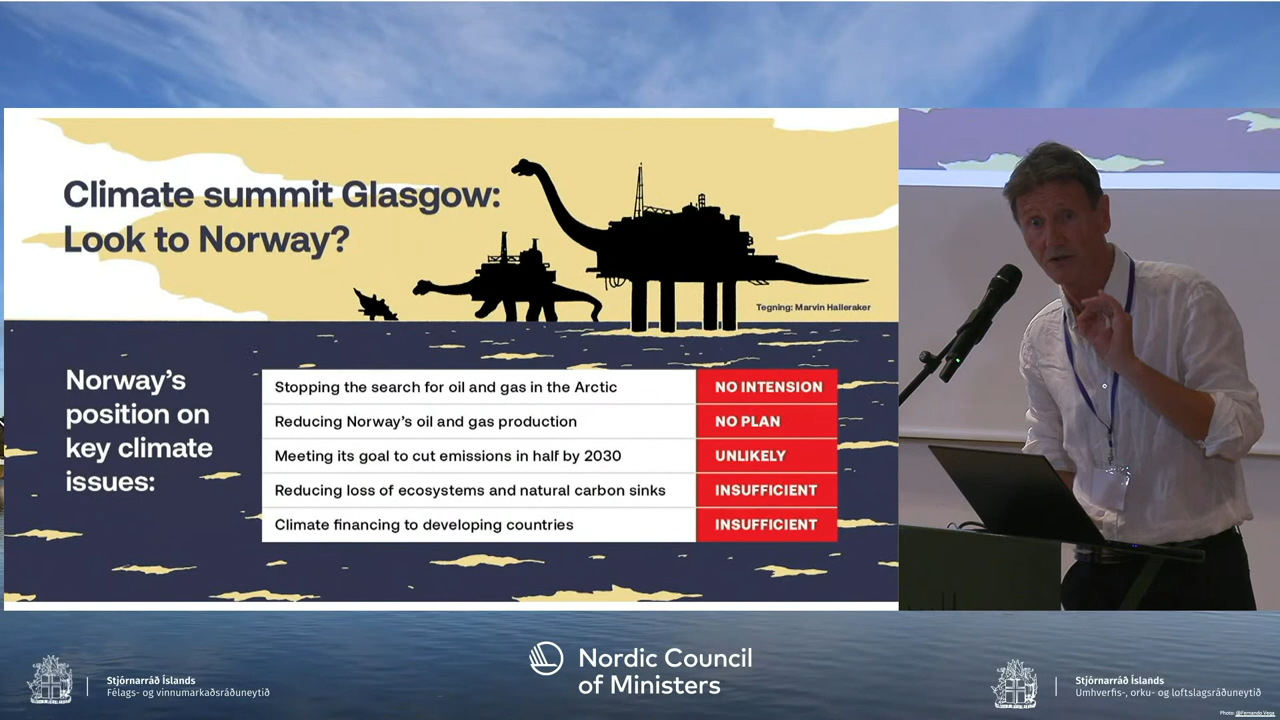 Climate summit Glasgow:
Look to Norway?
Tegning: Marvin Halleraker
Norway's
position on
key climate
issues:
Stopping the search for oil and gas in the Arctic NO INTENSION
Reducing Norway's oil and gas production NO PLAN
Meeting its goal to cut emissions in half by 2030 UNLIKELY
Reducing loss of ecosystems and natural carbon sinks INSUFFICIENT
Climate financing to developing countries INSUFFICIENT
Stjórnarráð Íslands
Félags- og vinnumarkaðsráðuneytið
Nordic Council
of Ministers
Stjórnarráð Íslands
Umhverfis-, orku- og loftslagsráðuneytið
Photo: @Fernando Vega